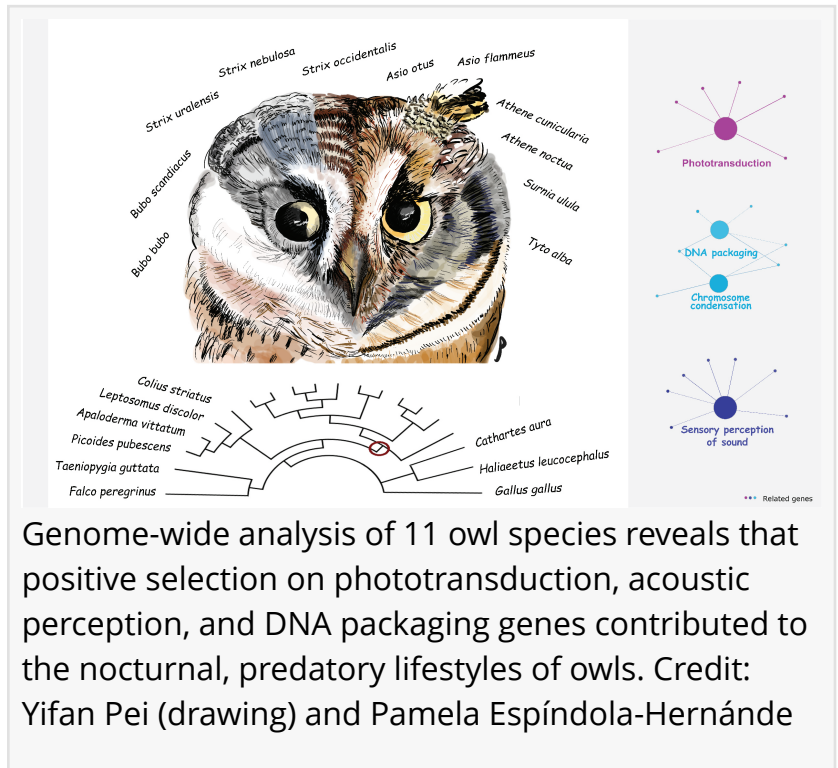 Strix nebulosa
Strix occidentalis
Asio otus
Asio flammeus
Strix uralensis
Athene cunicularia
Athene noctua
Bubo scandiacus
Surnia ulula
Bubo bubo
Tyto alba
Phototransduction
DNA packaging
Chromosome
condensation
Sensory perception
of sound
Related genes
Colius striatus
Leptosomus discolor
Apaloderma vittatum
Picoides pubescens
Taeniopygia guttata
Falco peregrinus
Cathartes aura
Haliaeetus leucocephalus
Gallus gallus
Genome-wide analysis of 11 owl species reveals that
positive selection on phototransduction, acoustic
perception, and DNA packaging genes contributed to
the nocturnal, predatory lifestyles of owls. Credit:
Yifan Pei (drawing) and Pamela Espíndola-Hernánde